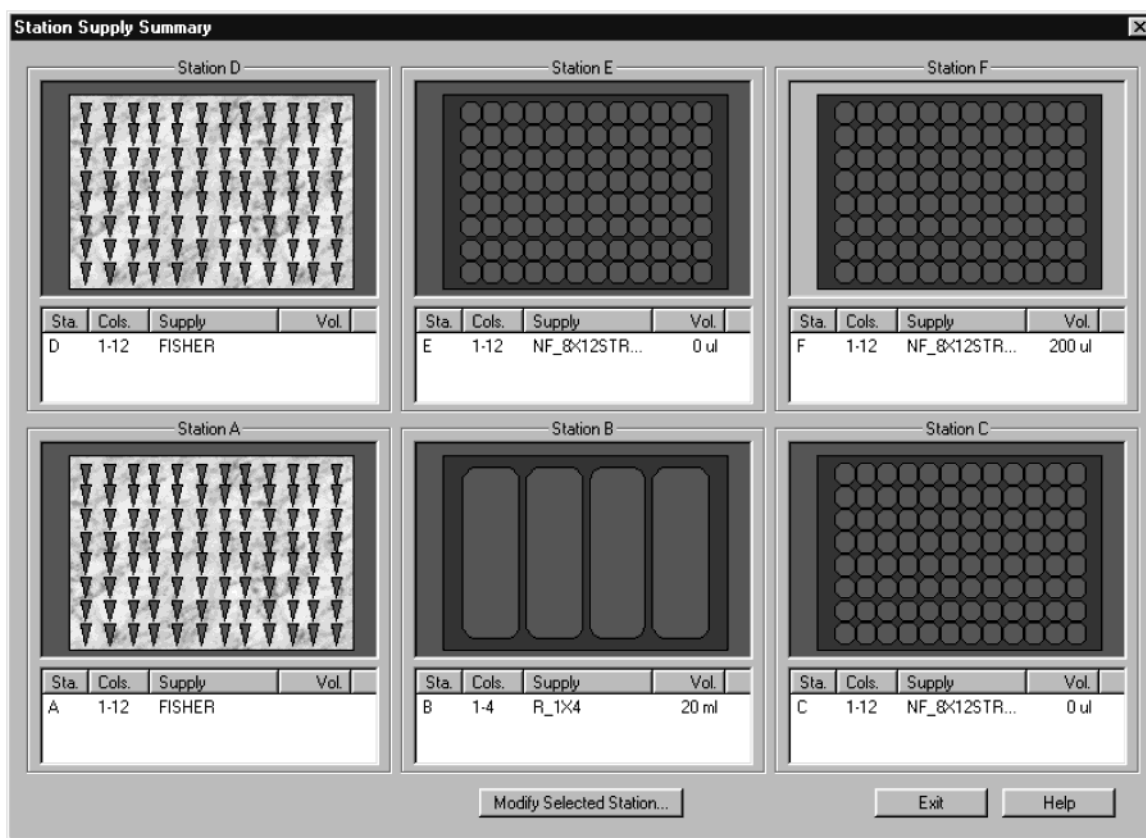 Station Supply Summary
Station D
Sta. Cols. Supply Vol.
D 1-12 FISHER
Station E
Sta. Cols. Supply Vol.
E 1-12 NF_8X12STR... 0 ul
Station F
Sta. Cols. Supply Vol.
F 1-12 NF_8X12STR... 200 ul
Station A
Sta. Cols. Supply Vol.
A 1-12 FISHER
Station B
Sta. Cols. Supply Vol.
B 1-4 R_1X4 20 ml
Station C
Sta. Cols. Supply Vol.
C 1-12 NF_8X12STR... 0 ul
Modify Selected Station... Exit Help